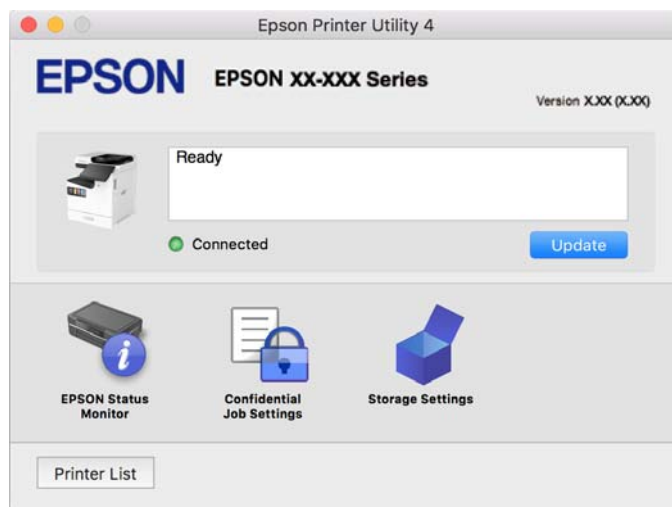 Epson Printer Utility 4
EPSON
EPSON XX-XXX Series
Version X.XX (X.XX)
Ready
Connected
Update
EPSON Status
Monitor
Confidential
Job Settings
Storage Settings
Printer List